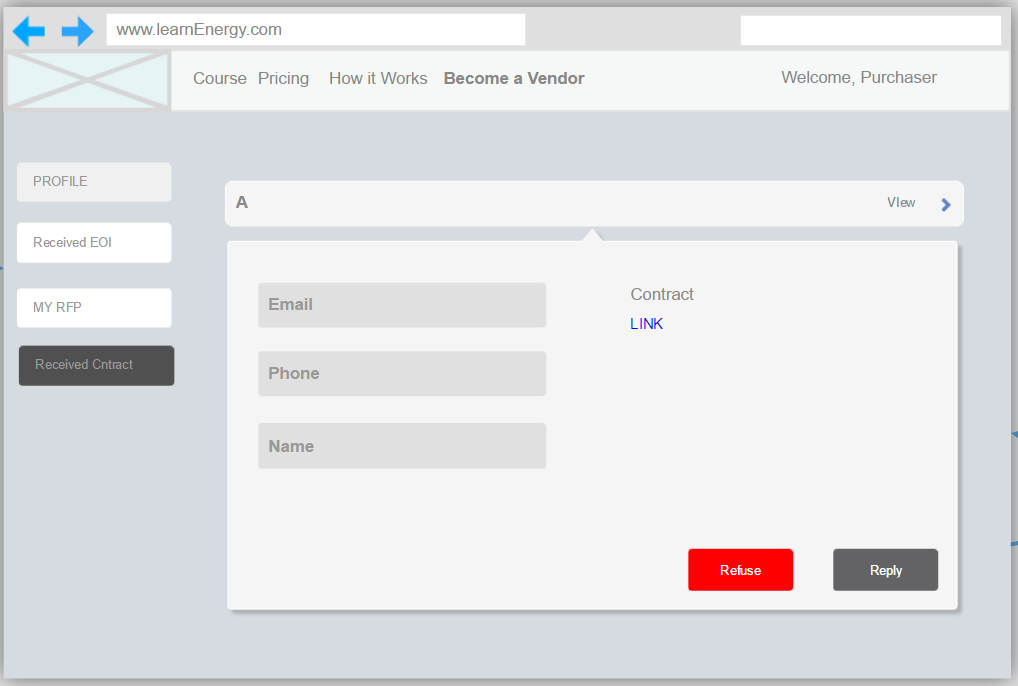 www.learnEnergy.com
Course Pricing How it Works Become a Vendor Welcome, Purchaser
PROFILE
Received EOI
MY RFP
Received Cntract
A VIew
Email
Phone
Name
Contract
LINK
Refuse Reply